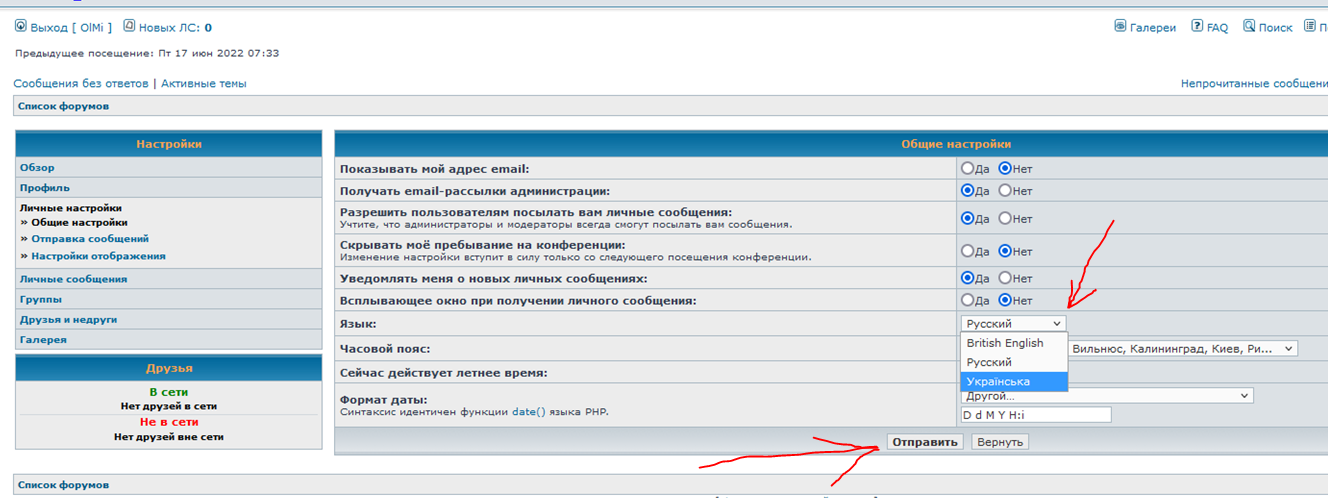 Выход [ OlMi ] Новых ЛС: 0
Галереи FAQ Поиск
Предыдущее посещение: Пт 17 июн 2022 07:33
Сообщения без ответов | Активные темы
Непрочитанные сообщени
Список форумов
Настройки
Обзор
Профиль
Личные настройки
» Общие настройки
» Отправка сообщений
» Настройки отображения
Личные сообщения
Группы
Друзья и недруги
Галерея
Друзья
В сети
Нет друзей в сети
Не в сети
Нет друзей вне сети
Общие настройки
Показывать мой адрес email: Да Нет
Получать email-рассылки администрации: Да Нет
Разрешить пользователям посылать вам личные сообщения: Да Нет
Учтите, что администраторы и модераторы всегда смогут посылать вам сообщения.
Скрывать моё пребывание на конференции: Да Нет
Изменение настройки вступит в силу только со следующего посещения конференции.
Уведомлять меня о новых личных сообщениях: Да Нет
Всплывающее окно при получении личного сообщения: Да Нет
Язык: Русский
British English
Русский
Українська
Часовой пояс: Вильнюс, Калининград, Киев, Ри...
Сейчас действует летнее время:
Формат даты: Другой...
Синтаксис идентичен функции date() языка PHP.
D d M Y H:i
Отправить Вернуть
Список форумов